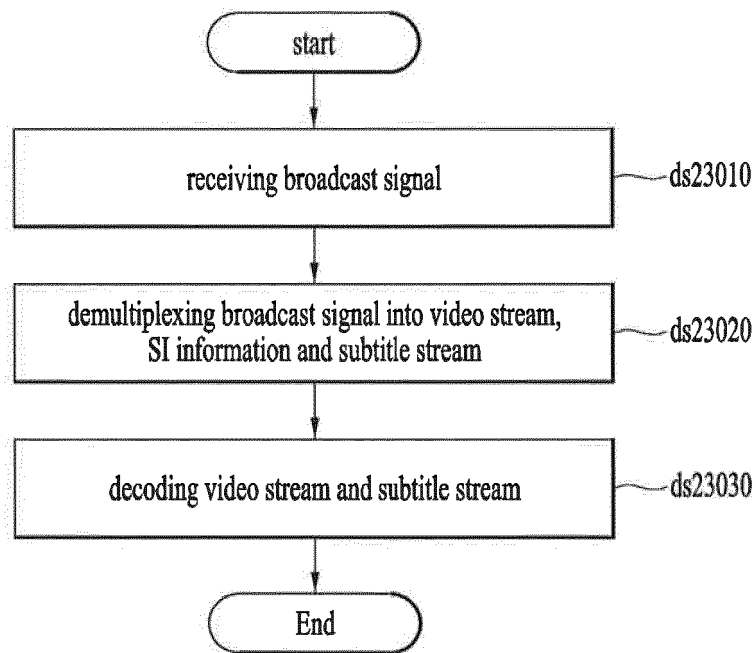 start
receiving broadcast signal
ds23010
demultiplexing broadcast signal into video stream,
SI information and subtitle stream
ds23020
decoding video stream and subtitle stream
ds23030
End